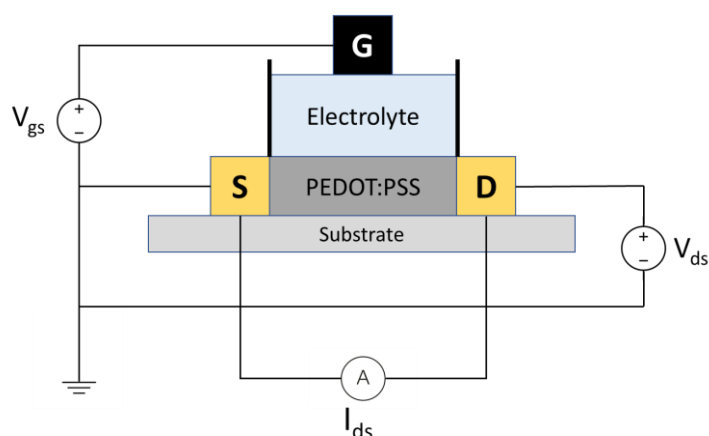 G
+
−
Vgs
Electrolyte
S
PEDOT:PSS
D
Substrate
+
−
Vds
A
Ids